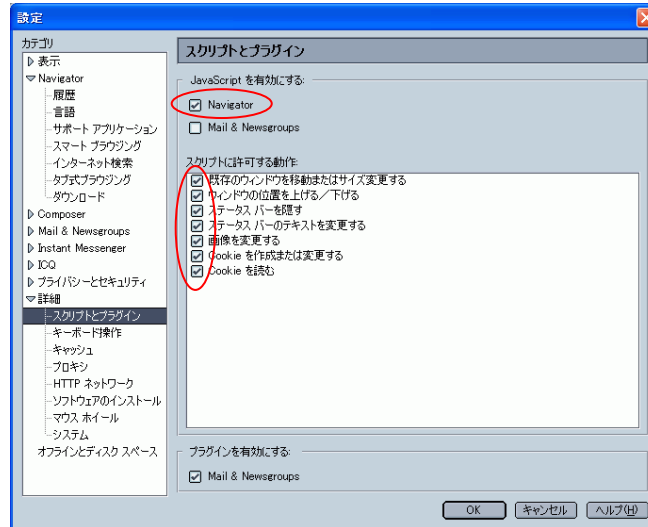 設定
カテゴリ
表示
Navigator
履歴
言語
サポート アプリケーション
スマート ブラウジング
インターネット検索
タブ式ブラウジング
ダウンロード
Composer
Mail & Newsgroups
Instant Messenger
ICQ
プライバシーとセキュリティ
詳細
スクリプトとプラグイン
キーボード操作
キャッシュ
プロキシ
HTTP ネットワーク
ソフトウェアのインストール
マウス ホイール
システム
オフラインとディスク スペース
スクリプトとプラグイン
JavaScript を有効にする:
Navigator
Mail & Newsgroups
スクリプトに許可する動作:
既存のウィンドウを移動またはサイズ変更する
ウィンドウの位置を上げる／下げる
ステータス バーを隠す
ステータス バーのテキストを変更する
画像を変更する
Cookie を作成または変更する
Cookie を読む
プラグインを有効にする:
Mail & Newsgroups
OK
キャンセル
ヘルプ(H)